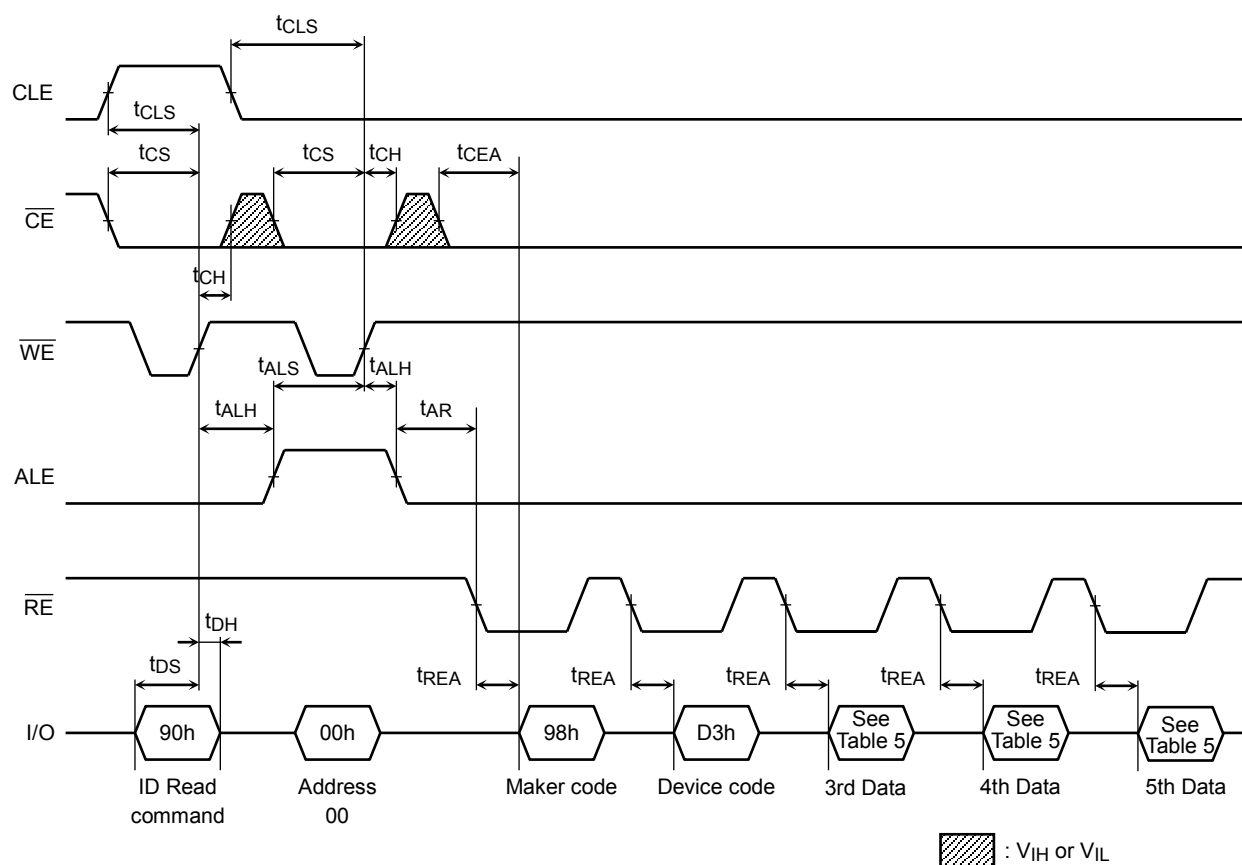 tCLS
CLE
tCLS
tCS tCS tCH tCEA
CE
tCH
WE
tALS tALH
tALH tAR
ALE
RE
tDH
tDS tREA tREA tREA tREA tREA
I/O 90h 00h 98h D3h See Table 5 See Table 5 See Table 5
ID Read command Address 00 Maker code Device code 3rd Data 4th Data 5th Data
: VIH or VIL